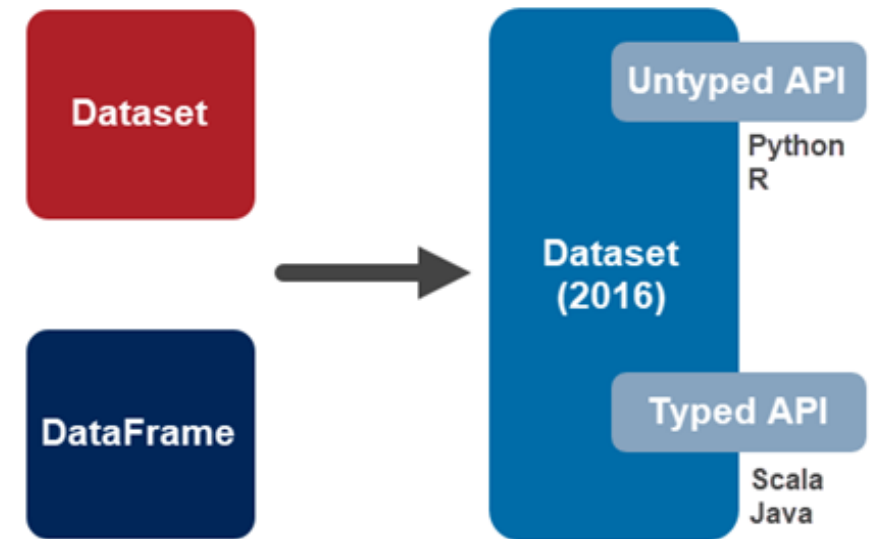 Dataset
DataFrame
Dataset
(2016)
Untyped API
Python
R
Typed API
Scala
Java